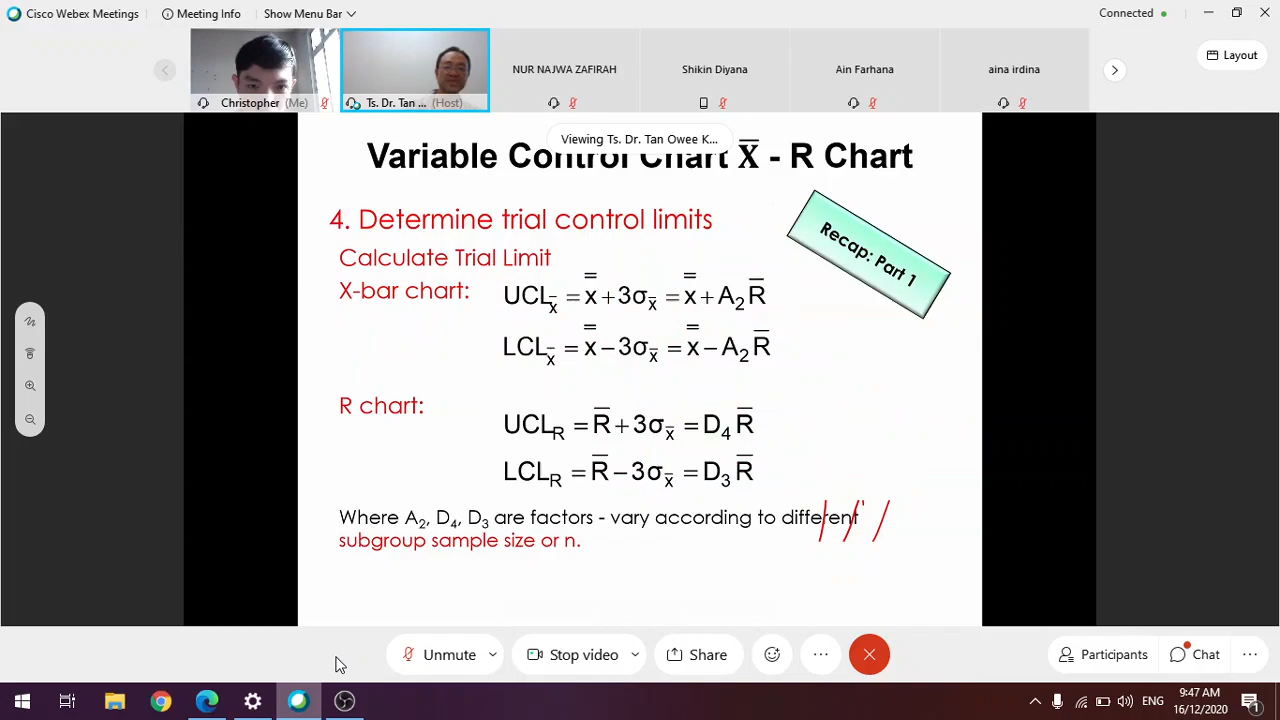 Cisco Webex Meetings
Meeting Info
Show Menu Bar
Connected
Christopher (Me)
Ts. Dr. Tan ... (Host)
NUR NAJWA ZAFIRAH
Shikin Diyana
Ain Farhana
aina irdina
Layout
Viewing Ts. Dr. Tan Owee K...
Variable Control Chart X̿ - R Chart
4. Determine trial control limits
Recap: Part 1
Calculate Trial Limit
X-bar chart:
UCLx̅ = x̿ + 3σx̅ = x̿ + A₂R̅
LCLx̅ = x̿ − 3σx̅ = x̿ − A₂R̅
R chart:
UCL_R = R̅ + 3σx̅ = D₄R̅
LCL_R = R̅ − 3σx̅ = D₃R̅
Where A₂, D₄, D₃ are factors - vary according to different
subgroup sample size or n.
Unmute
Stop video
Share
Participants
Chat
ENG
9:47 AM
16/12/2020
1